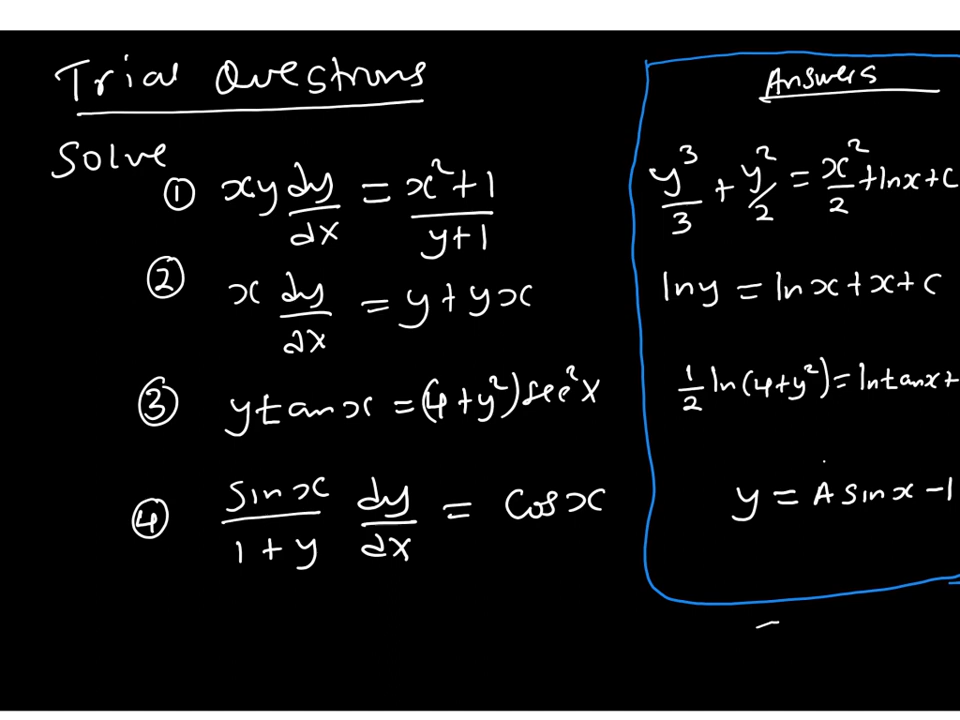 Trial Questions
Solve
① xy dy/dx = x²+1/y+1
② x dy/dx = y + yx
③ y tan x = (4+y²) sec²x
④ sin x/1+y dy/dx = cos x
Answers
y³/3 + y²/2 = x²/2 + ln x + c
ln y = ln x + x + c
1/2 ln(4+y²) = ln tan x +
y = A sin x - 1